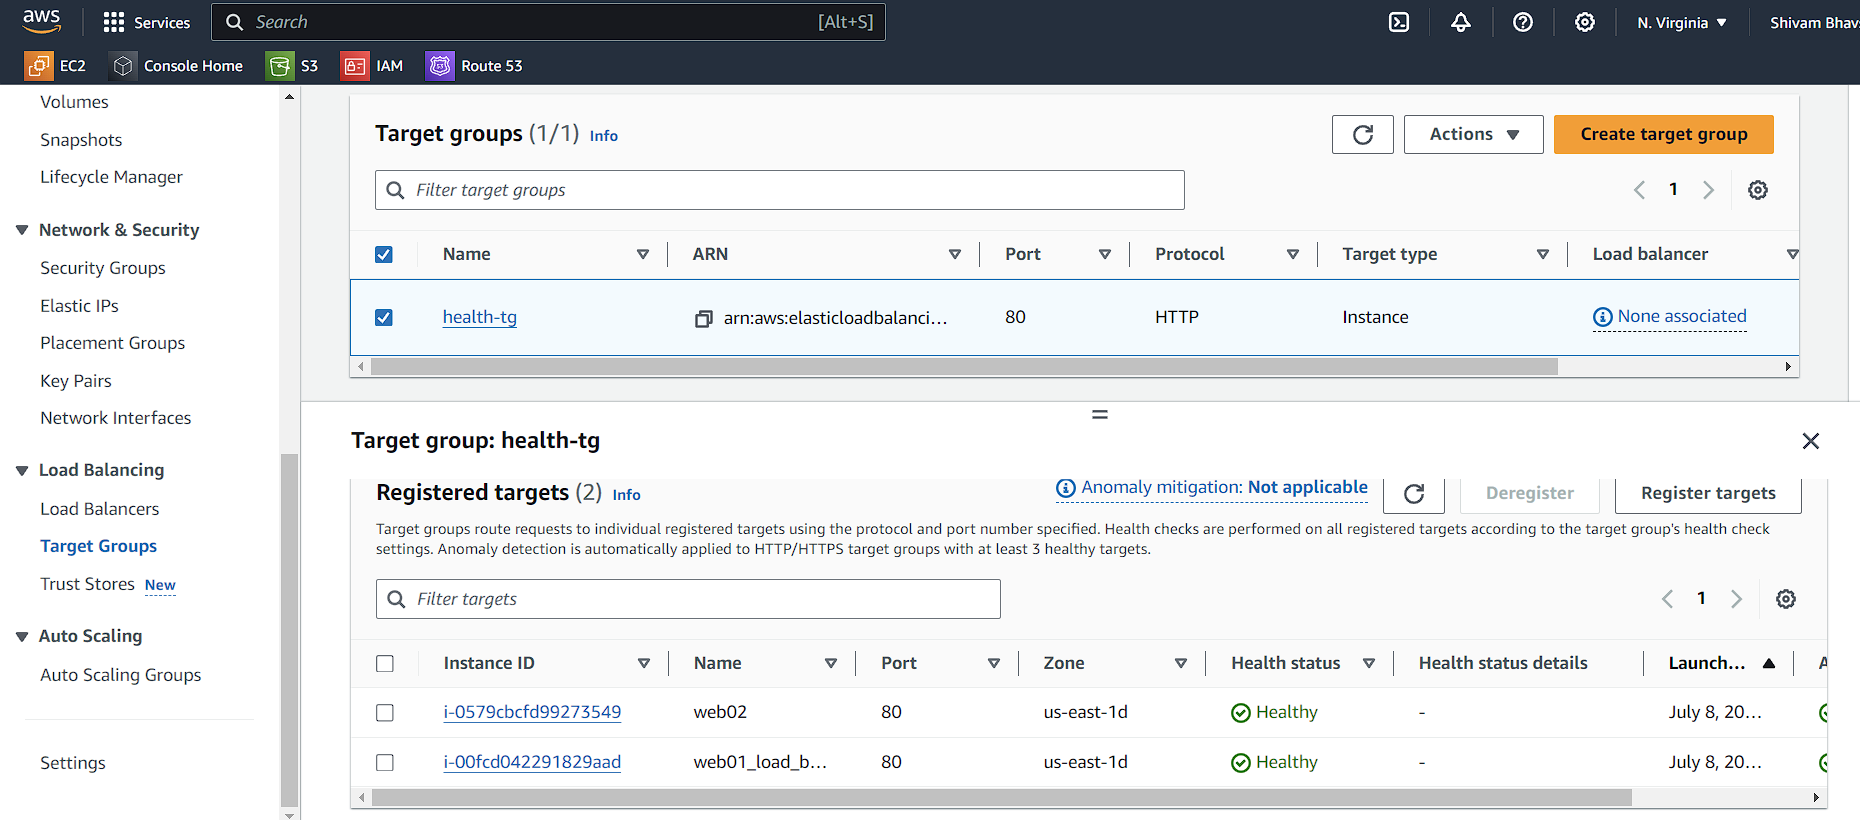 aws Services Search [Alt+S] N. Virginia Shivam Bhavs
EC2 Console Home S3 IAM Route 53
Volumes
Snapshots
Lifecycle Manager
Network & Security
Security Groups
Elastic IPs
Placement Groups
Key Pairs
Network Interfaces
Load Balancing
Load Balancers
Target Groups
Trust Stores New
Auto Scaling
Auto Scaling Groups
Settings
Target groups (1/1) Info Actions Create target group
Filter target groups 1
Name ARN Port Protocol Target type Load balancer
health-tg arn:aws:elasticloadbalanci... 80 HTTP Instance None associated
Target group: health-tg
Registered targets (2) Info Anomaly mitigation: Not applicable Deregister Register targets
Target groups route requests to individual registered targets using the protocol and port number specified. Health checks are performed on all registered targets according to the target group's health check
settings. Anomaly detection is automatically applied to HTTP/HTTPS target groups with at least 3 healthy targets.
Filter targets 1
Instance ID Name Port Zone Health status Health status details Launch... A
i-0579cbcfd99273549 web02 80 us-east-1d Healthy - July 8, 20...
i-00fcd042291829aad web01_load_b... 80 us-east-1d Healthy - July 8, 20...